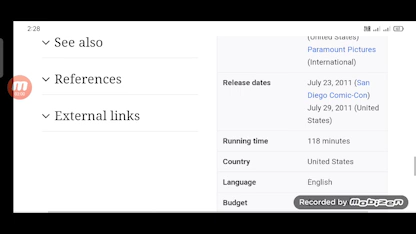 2:28
See also
References
External links
(United States)
Paramount Pictures
(International)
Release dates
July 23, 2011 (San
Diego Comic-Con)
July 29, 2011 (United
States)
Running time
118 minutes
Country
United States
Language
English
Budget
Recorded by mobizen